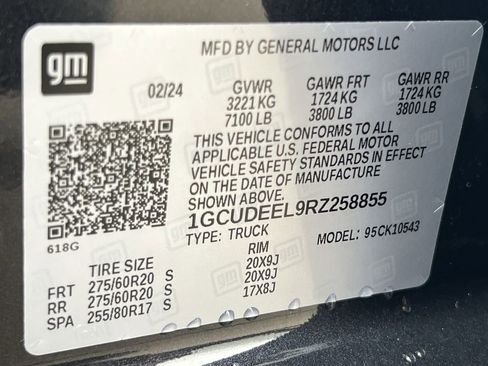 gm
MFD BY GENERAL MOTORS LLC
02/24 GVWR GAWR FRT GAWR RR
3221 KG 1724 KG 1724 KG
7100 LB 3800 LB 3800 LB
THIS VEHICLE CONFORMS TO ALL
APPLICABLE U.S. FEDERAL MOTOR
VEHICLE SAFETY STANDARDS IN EFFECT
ON THE DATE OF MANUFACTURE
SHOWN ABOVE.
1GCUDEEL9RZ258855
618G
TYPE: TRUCK MODEL: 95CK10543
TIRE SIZE RIM
FRT 275/60R20 S 20X9J
RR 275/60R20 S 20X9J
SPA 255/80R17 S 17X8J